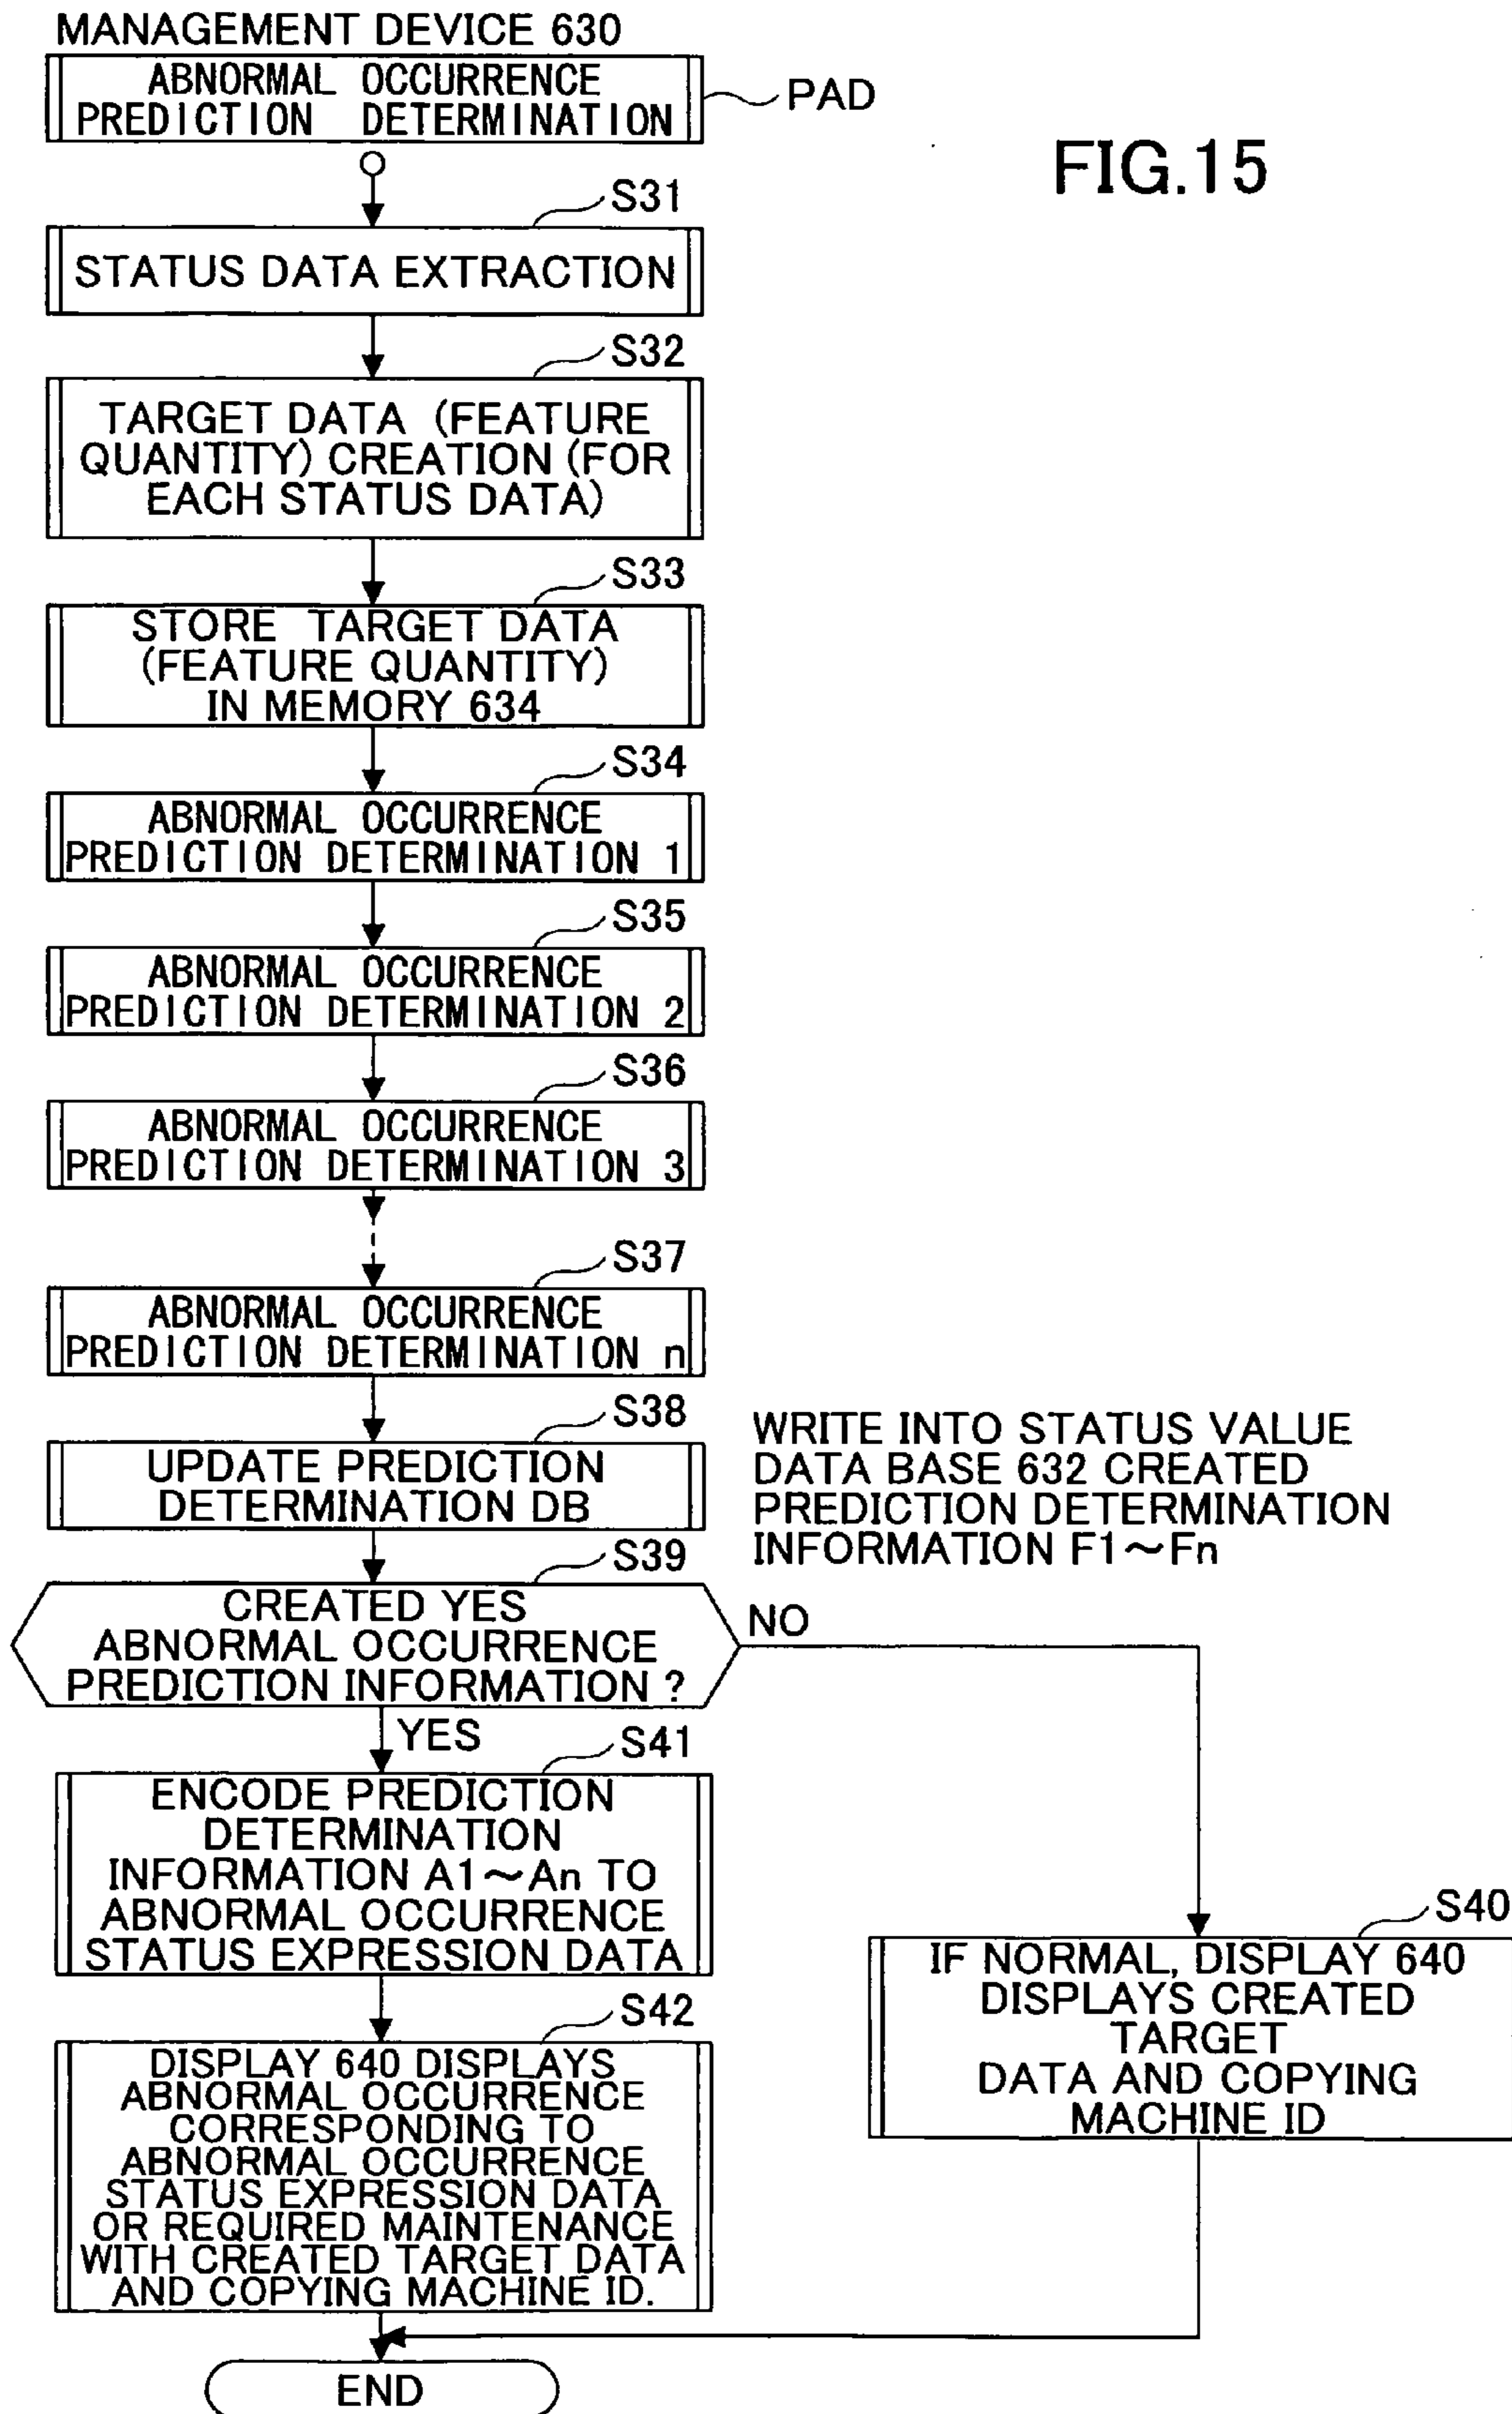 MANAGEMENT DEVICE 630
ABNORMAL OCCURRENCE
PREDICTION DETERMINATION
PAD
FIG.15
S31
STATUS DATA EXTRACTION
S32
TARGET DATA (FEATURE
QUANTITY) CREATION (FOR
EACH STATUS DATA)
S33
STORE TARGET DATA
(FEATURE QUANTITY)
IN MEMORY 634
S34
ABNORMAL OCCURRENCE
PREDICTION DETERMINATION 1
S35
ABNORMAL OCCURRENCE
PREDICTION DETERMINATION 2
S36
ABNORMAL OCCURRENCE
PREDICTION DETERMINATION 3
S37
ABNORMAL OCCURRENCE
PREDICTION DETERMINATION n
S38
UPDATE PREDICTION
DETERMINATION DB
WRITE INTO STATUS VALUE
DATA BASE 632 CREATED
PREDICTION DETERMINATION
INFORMATION F1～Fn
S39
CREATED YES
ABNORMAL OCCURRENCE
PREDICTION INFORMATION ?
NO
YES
S41
ENCODE PREDICTION
DETERMINATION
INFORMATION A1～An TO
ABNORMAL OCCURRENCE
STATUS EXPRESSION DATA
S40
IF NORMAL, DISPLAY 640
DISPLAYS CREATED
TARGET
DATA AND COPYING
MACHINE ID
S42
DISPLAY 640 DISPLAYS
ABNORMAL OCCURRENCE
CORRESPONDING TO
ABNORMAL OCCURRENCE
STATUS EXPRESSION DATA
OR REQUIRED MAINTENANCE
WITH CREATED TARGET DATA
AND COPYING MACHINE ID.
END